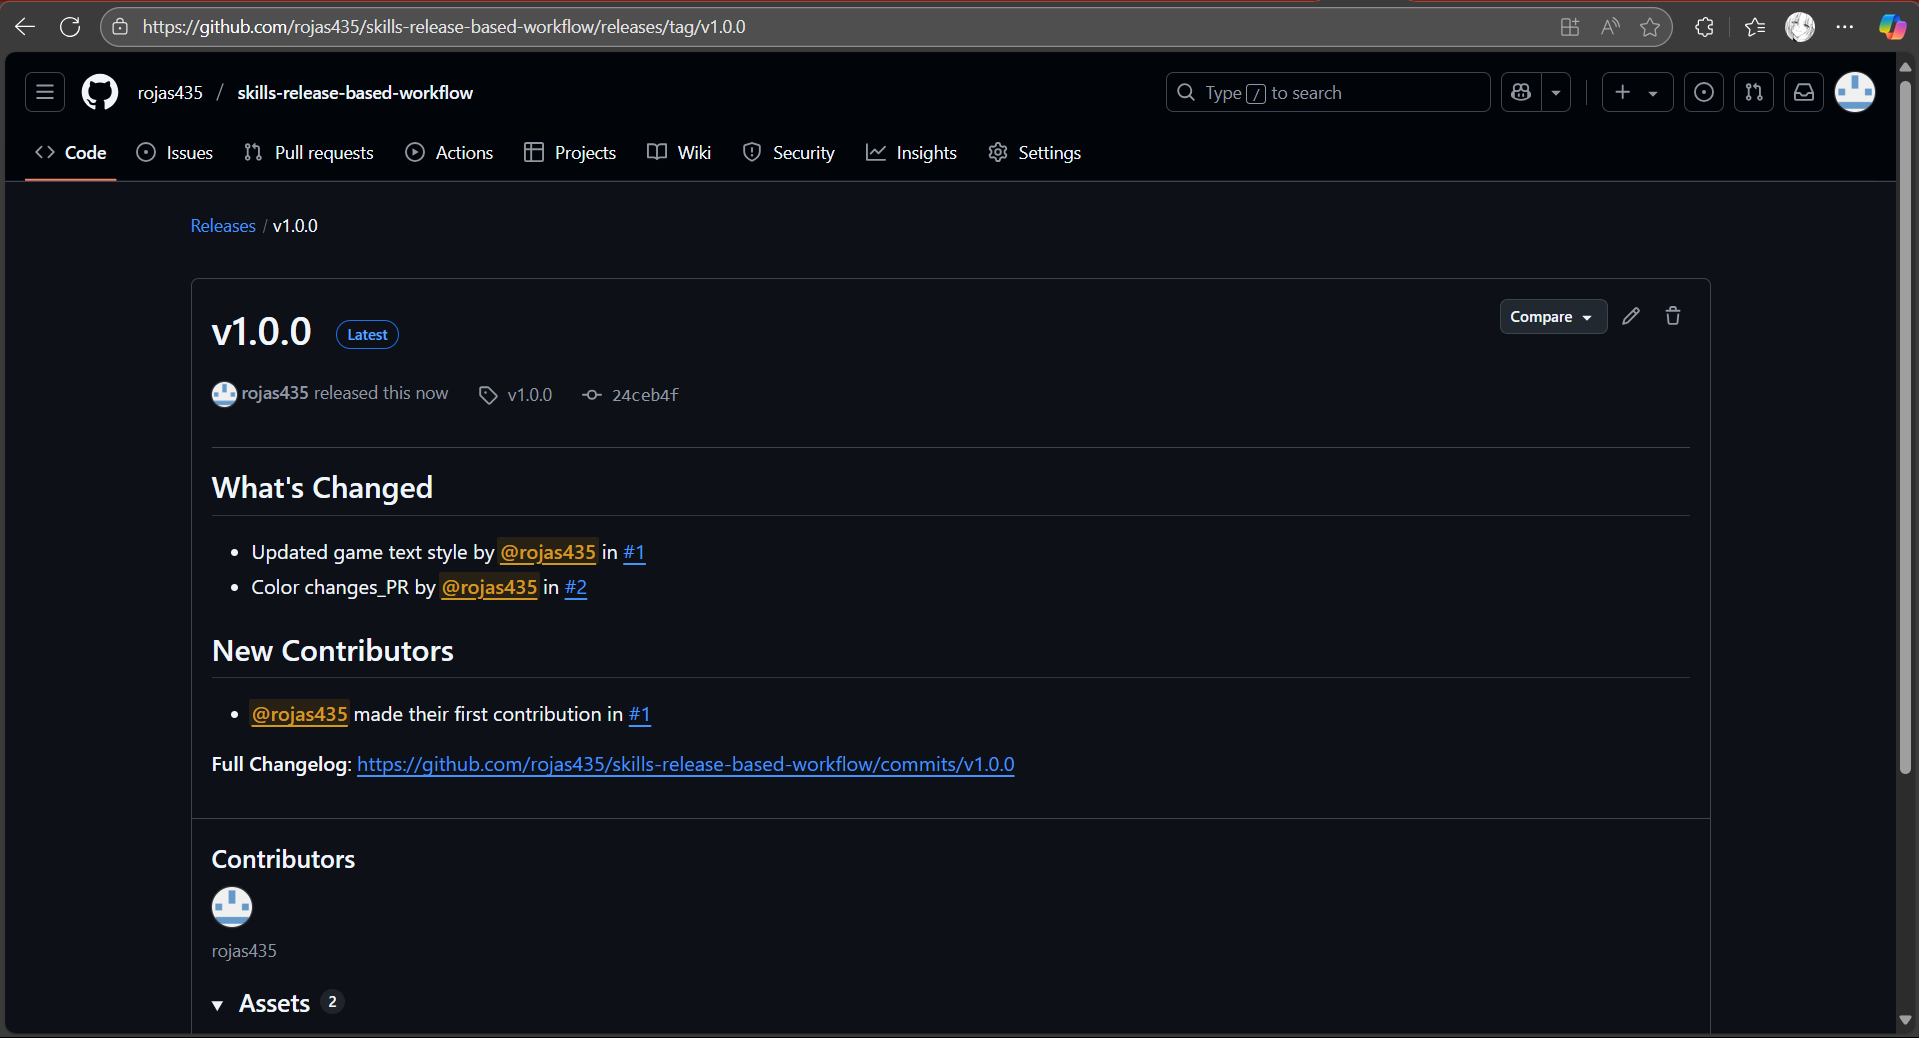 https://github.com/rojas435/skills-release-based-workflow/releases/tag/v1.0.0
rojas435 / skills-release-based-workflow
Type / to search
Code Issues Pull requests Actions Projects Wiki Security Insights Settings
Releases / v1.0.0
v1.0.0 Latest
Compare
rojas435 released this now v1.0.0 24ceb4f
What's Changed
• Updated game text style by @rojas435 in #1
• Color changes_PR by @rojas435 in #2
New Contributors
• @rojas435 made their first contribution in #1
Full Changelog: https://github.com/rojas435/skills-release-based-workflow/commits/v1.0.0
Contributors
rojas435
Assets 2